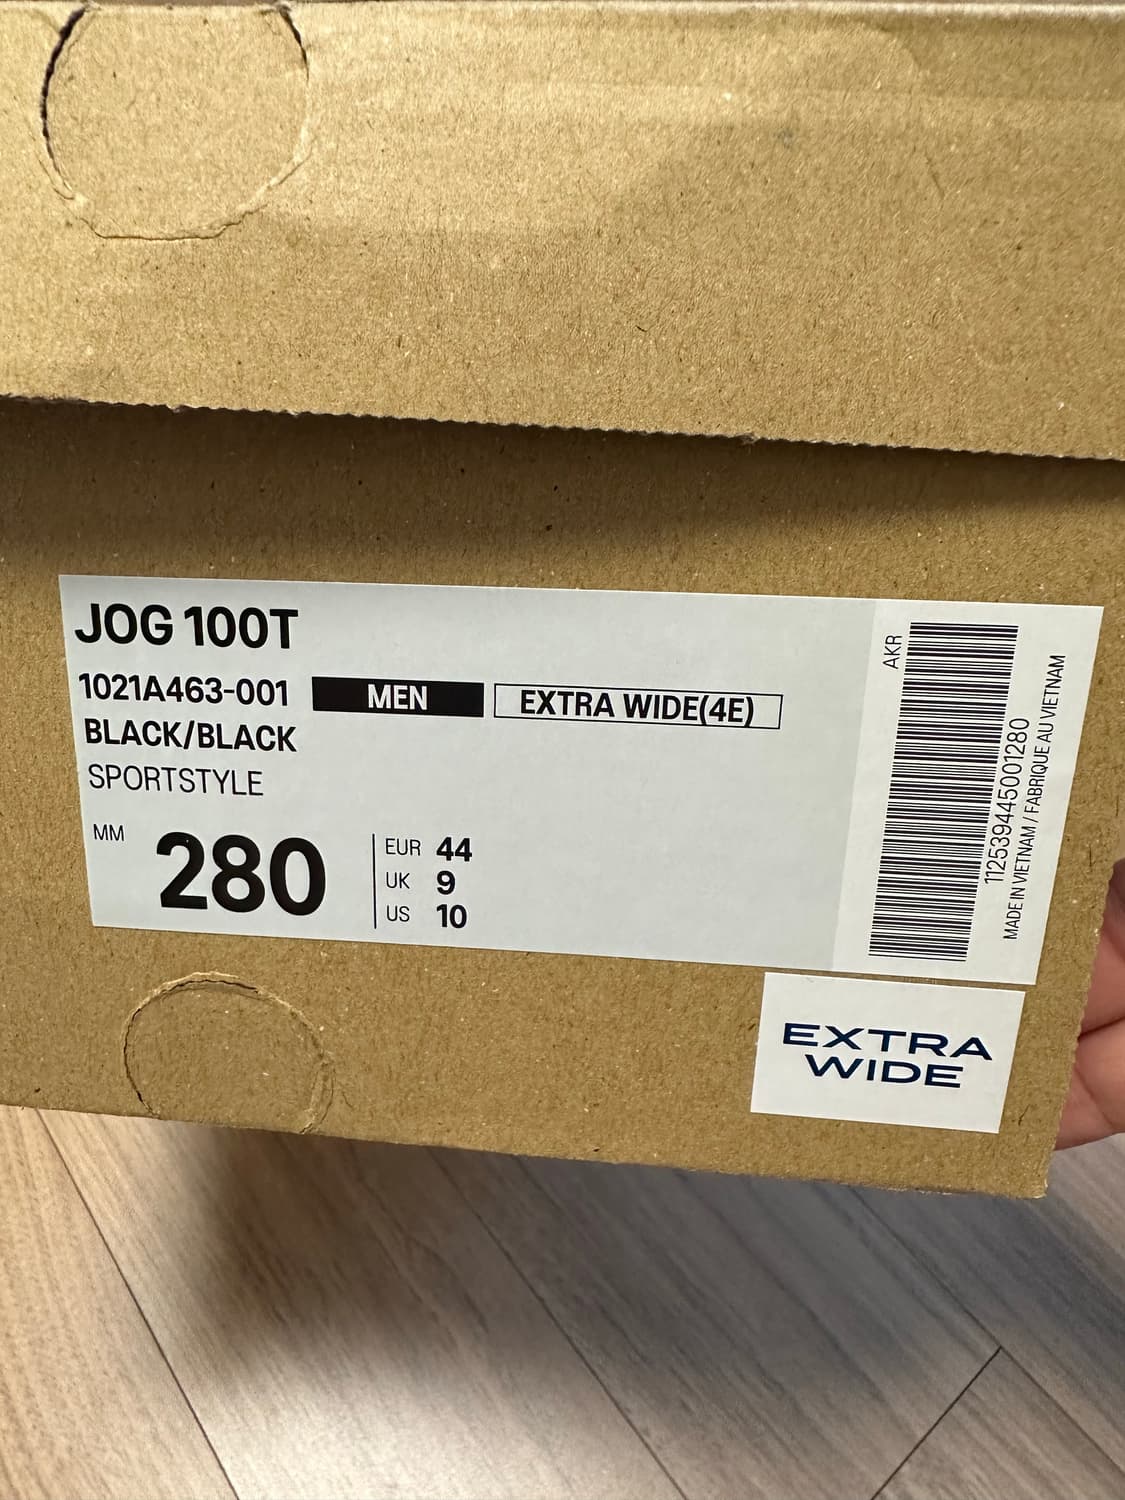 JOG 100T
1021A463-001 MEN EXTRA WIDE(4E)
BLACK/BLACK
SPORTSTYLE
MM 280
EUR 44
UK 9
US 10
AKR
1125394445001280
MADE IN VIETNAM / FABRIQUE AU VIETNAM
EXTRA
WIDE